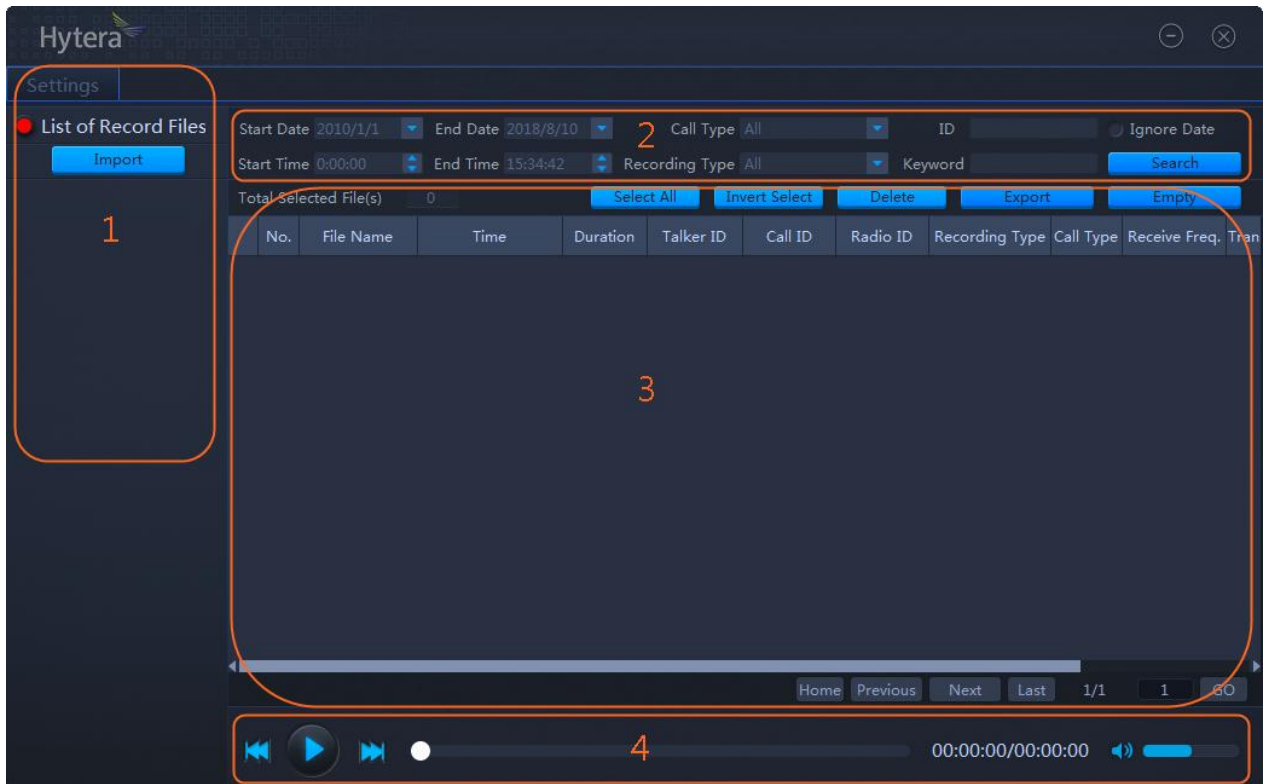 Hytera
Settings
List of Record Files
Import
1
Start Date 2010/1/1 End Date 2018/8/10 2 Call Type All ID Ignore Date
Start Time 0:00:00 End Time 15:34:42 Recording Type All Keyword Search
Total Selected File(s) 0 Select All Invert Select Delete Export Empty
No. File Name Time Duration Talker ID Call ID Radio ID Recording Type Call Type Receive Freq. Tran
3
Home Previous Next Last 1/1 1 GO
4 00:00:00/00:00:00